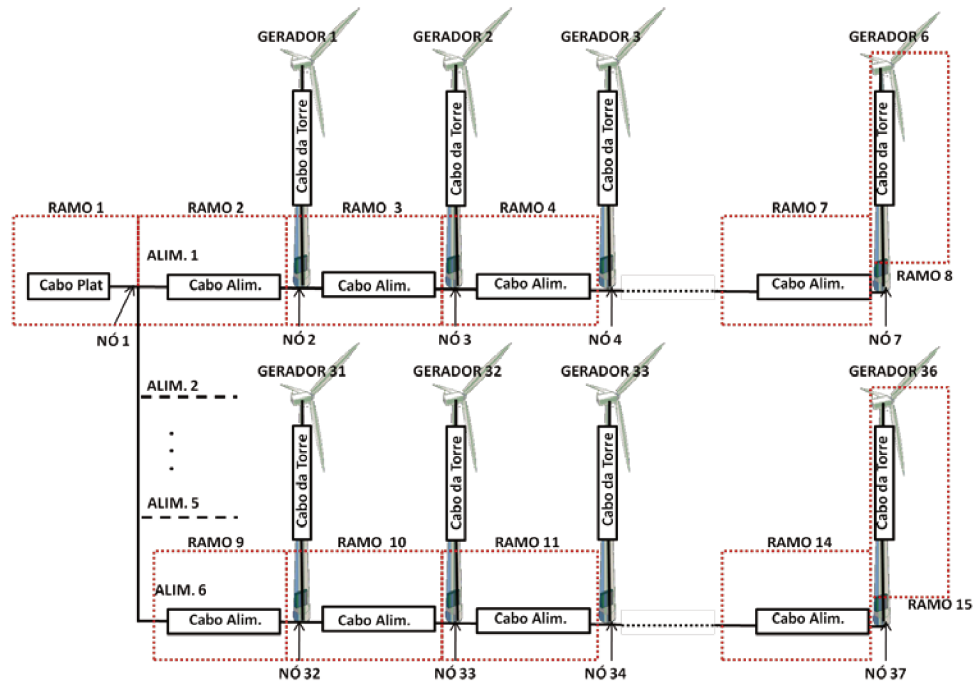 GERADOR 1 GERADOR 2 GERADOR 3 GERADOR 6
Cabo da Torre Cabo da Torre Cabo da Torre Cabo da Torre
RAMO 1 RAMO 2 RAMO 3 RAMO 4 RAMO 7
ALIM. 1
RAMO 8
Cabo Plat Cabo Alim. Cabo Alim. Cabo Alim. Cabo Alim.
NÓ 1 NÓ 2 NÓ 3 NÓ 4 NÓ 7
GERADOR 31 GERADOR 32 GERADOR 33 GERADOR 36
ALIM. 2
Cabo da Torre Cabo da Torre Cabo da Torre Cabo da Torre
ALIM. 5
RAMO 9 RAMO 10 RAMO 11 RAMO 14
ALIM. 6
RAMO 15
Cabo Alim. Cabo Alim. Cabo Alim. Cabo Alim.
NÓ 32 NÓ 33 NÓ 34 NÓ 37